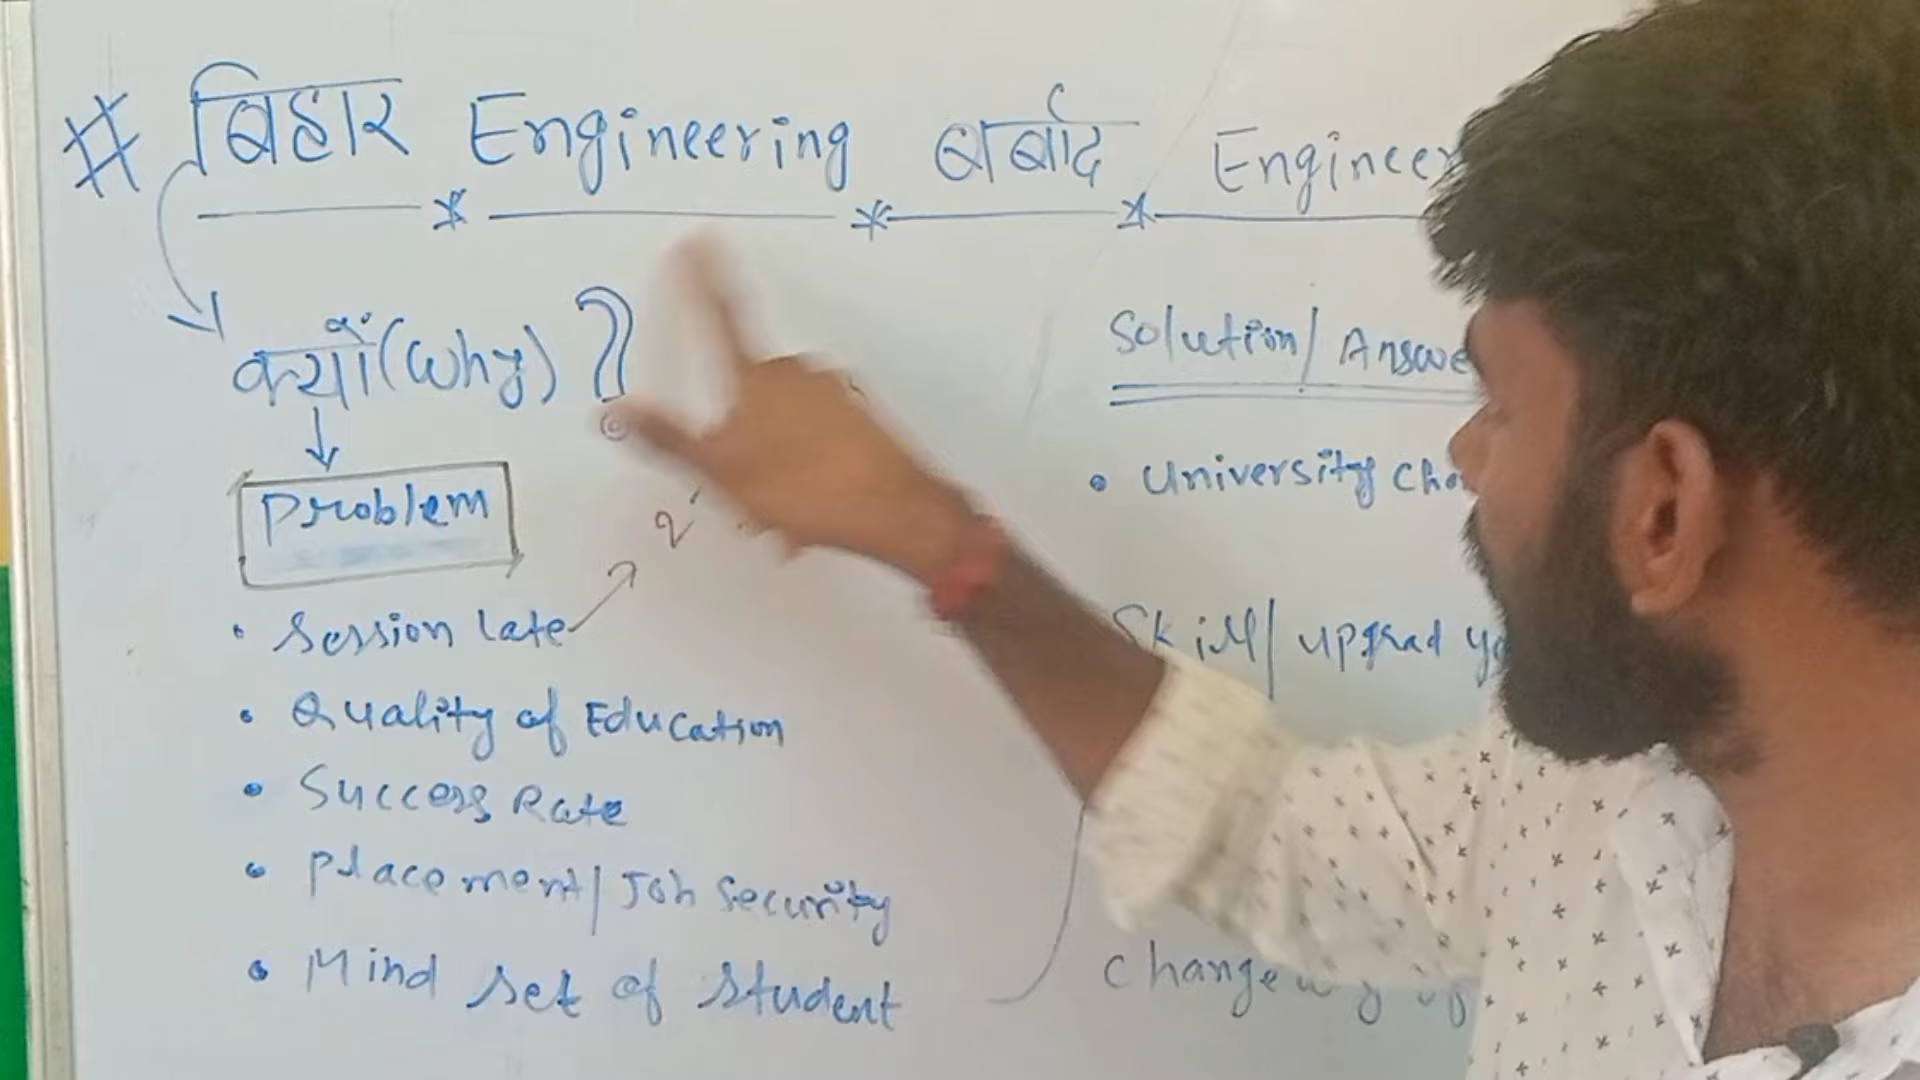 # बिहार Engineering बर्बाद Engineer
क्यों (Why) ?
Problem
• Session Late
• Quality of Education
• Success Rate
• Placement/Job Security
• Mind set of student
Solution/Answe
• University Cha
Skill/upgrad yo
Change